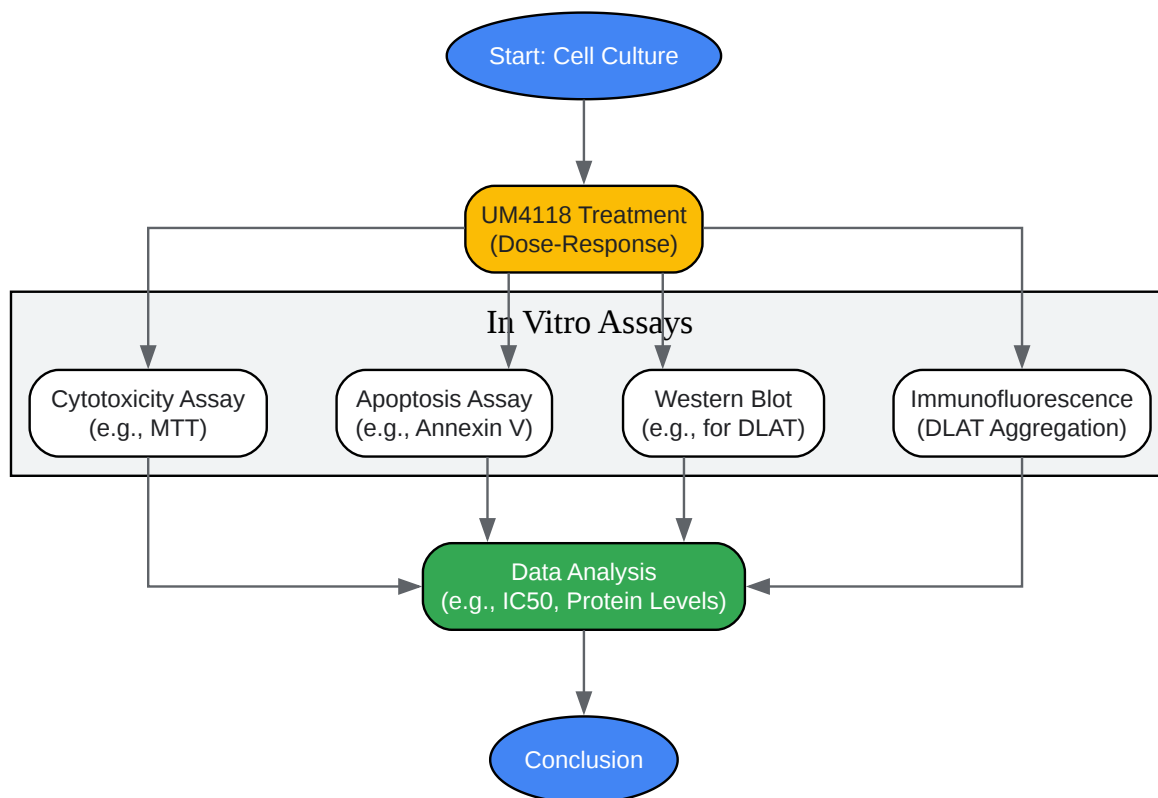 Start: Cell Culture
UM4118 Treatment
(Dose-Response)
In Vitro Assays
Cytotoxicity Assay
(e.g., MTT)
Apoptosis Assay
(e.g., Annexin V)
Western Blot
(e.g., for DLAT)
Immunofluorescence
(DLAT Aggregation)
Data Analysis
(e.g., IC50, Protein Levels)
Conclusion